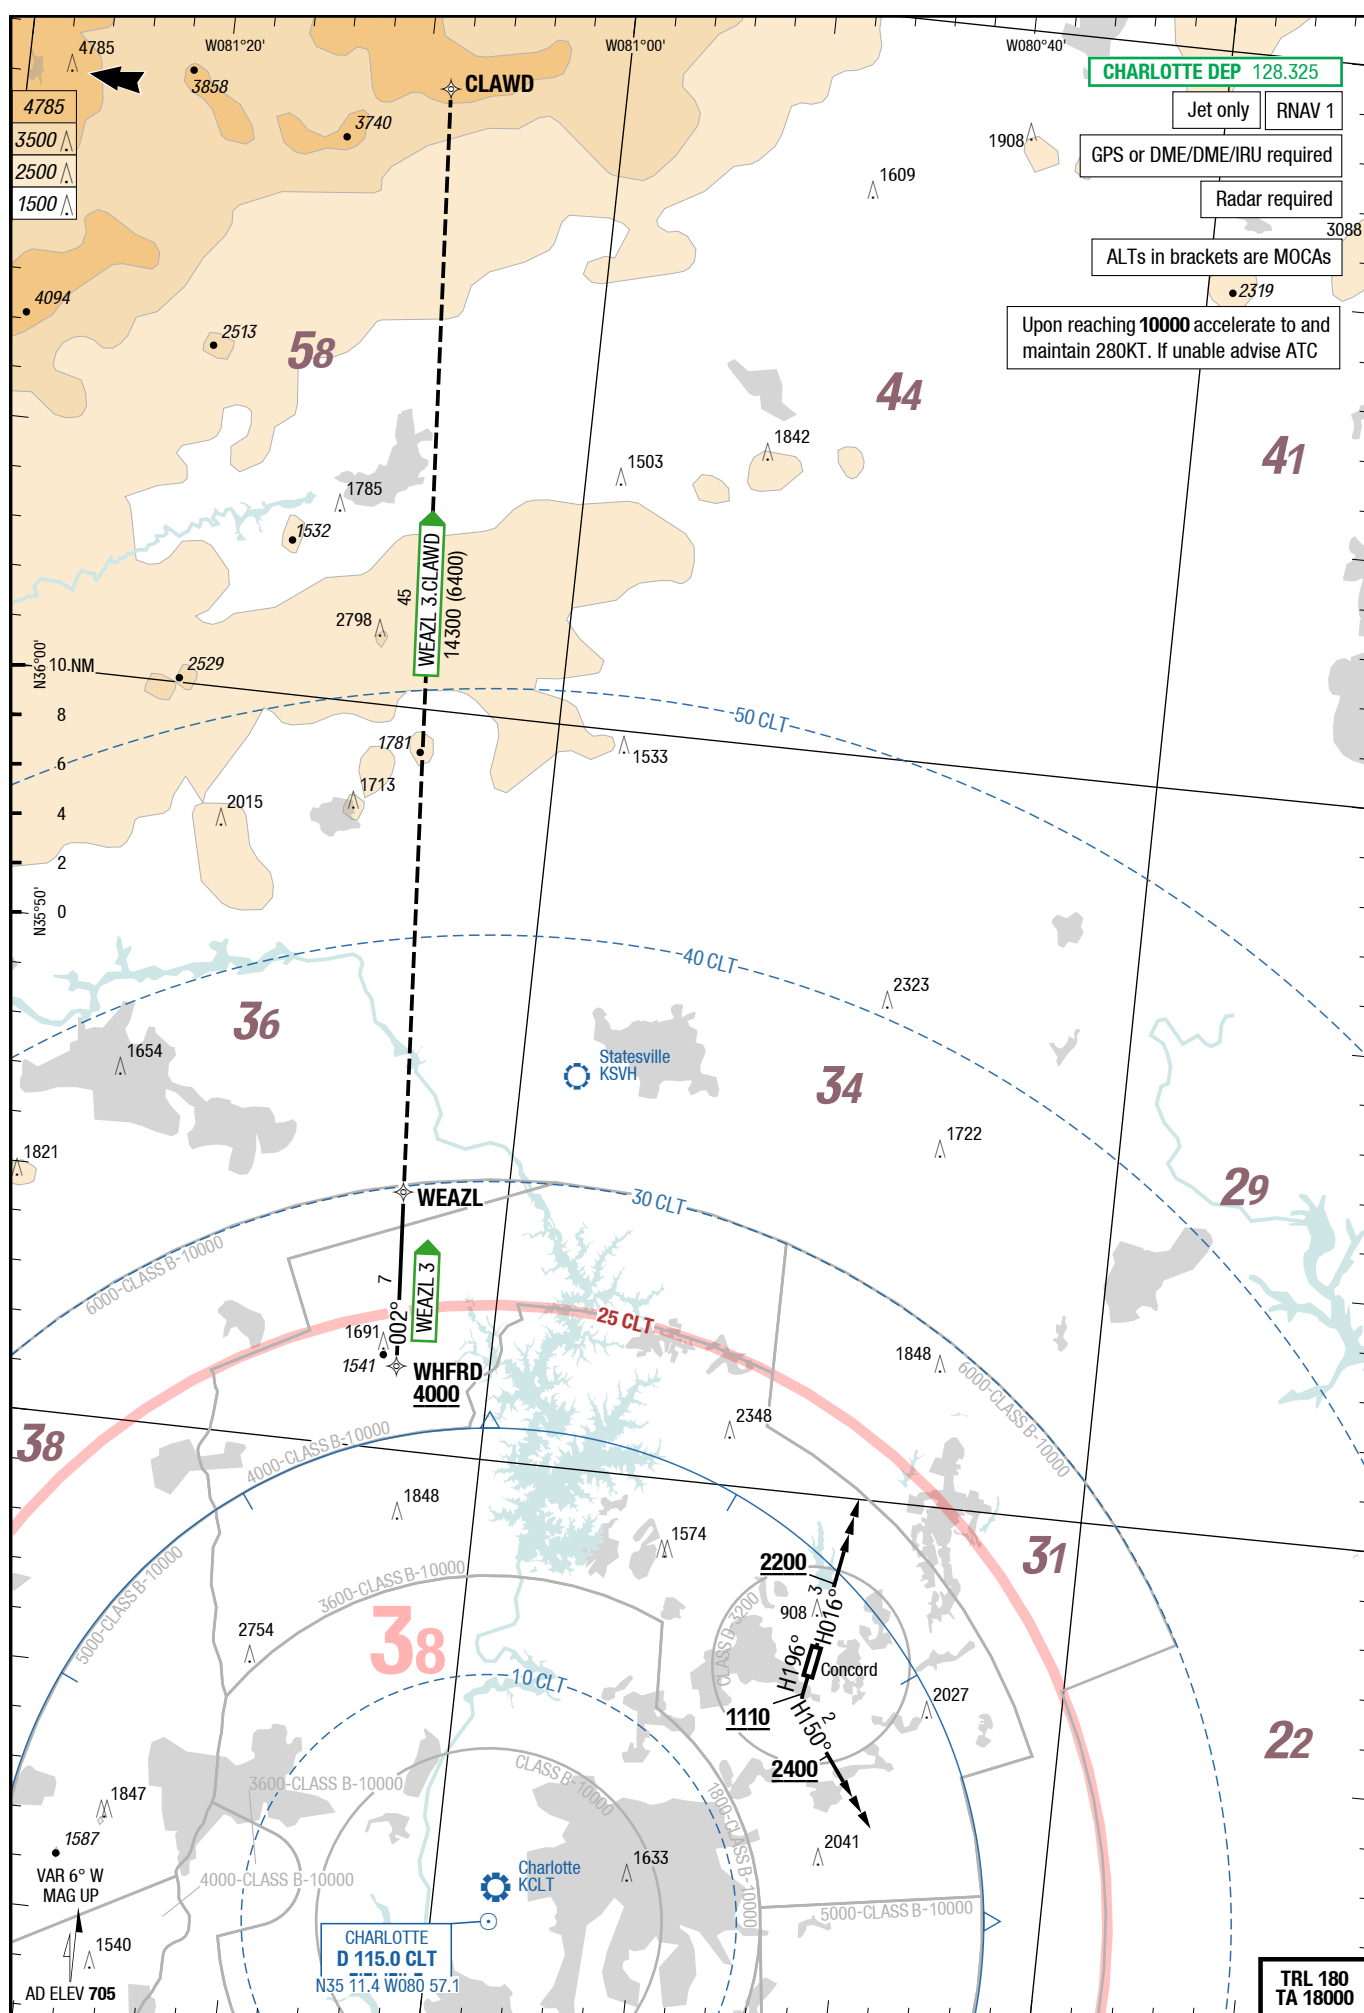 W081°20'
W081°00'
W080°40'
4785
3858
CLAWD
3740
4785
3500
2500
1500
CHARLOTTE DEP 128.325
Jet only
RNAV 1
GPS or DME/DME/IRU required
Radar required
ALTs in brackets are MOCAs
Upon reaching 10000 accelerate to and
maintain 280KT. If unable advise ATC
1908
1609
3088
2319
4094
2513
58
44
41
1842
1503
1785
1532
WEAZL 3.CLAWD
45
14300 (6400)
2798
N36°00'
10 NM
8
6
4
2
0
N35°50'
2529
50 CLT
1781
1533
1713
2015
40 CLT
2323
36
1654
Statesville
KSVH
34
1722
1821
29
WEAZL
30 CLT
6000-CLASS B-10000
7
002°
WEAZL 3
25 CLT
1691
1541
WHFRD
4000
1848
6000-CLASS B-10000
38
2348
4000-CLASS B-10000
1848
1574
31
5000-CLASS B-10000
3600-CLASS B-10000
2200
3
908
H016°
CLASS D-3200
H196°
Concord
2754
38
10 CLT
1110
H150°
2
2400
2027
22
CLASS B-10000
3600-CLASS B-10000
1800-CLASS B-10000
1847
1587
2041
1633
Charlotte
KCLT
VAR 6° W
MAG UP
4000-CLASS B-10000
5000-CLASS B-10000
1540
CHARLOTTE
D 115.0 CLT
N35 11.4 W080 57.1
AD ELEV 705
TRL 180
TA 18000